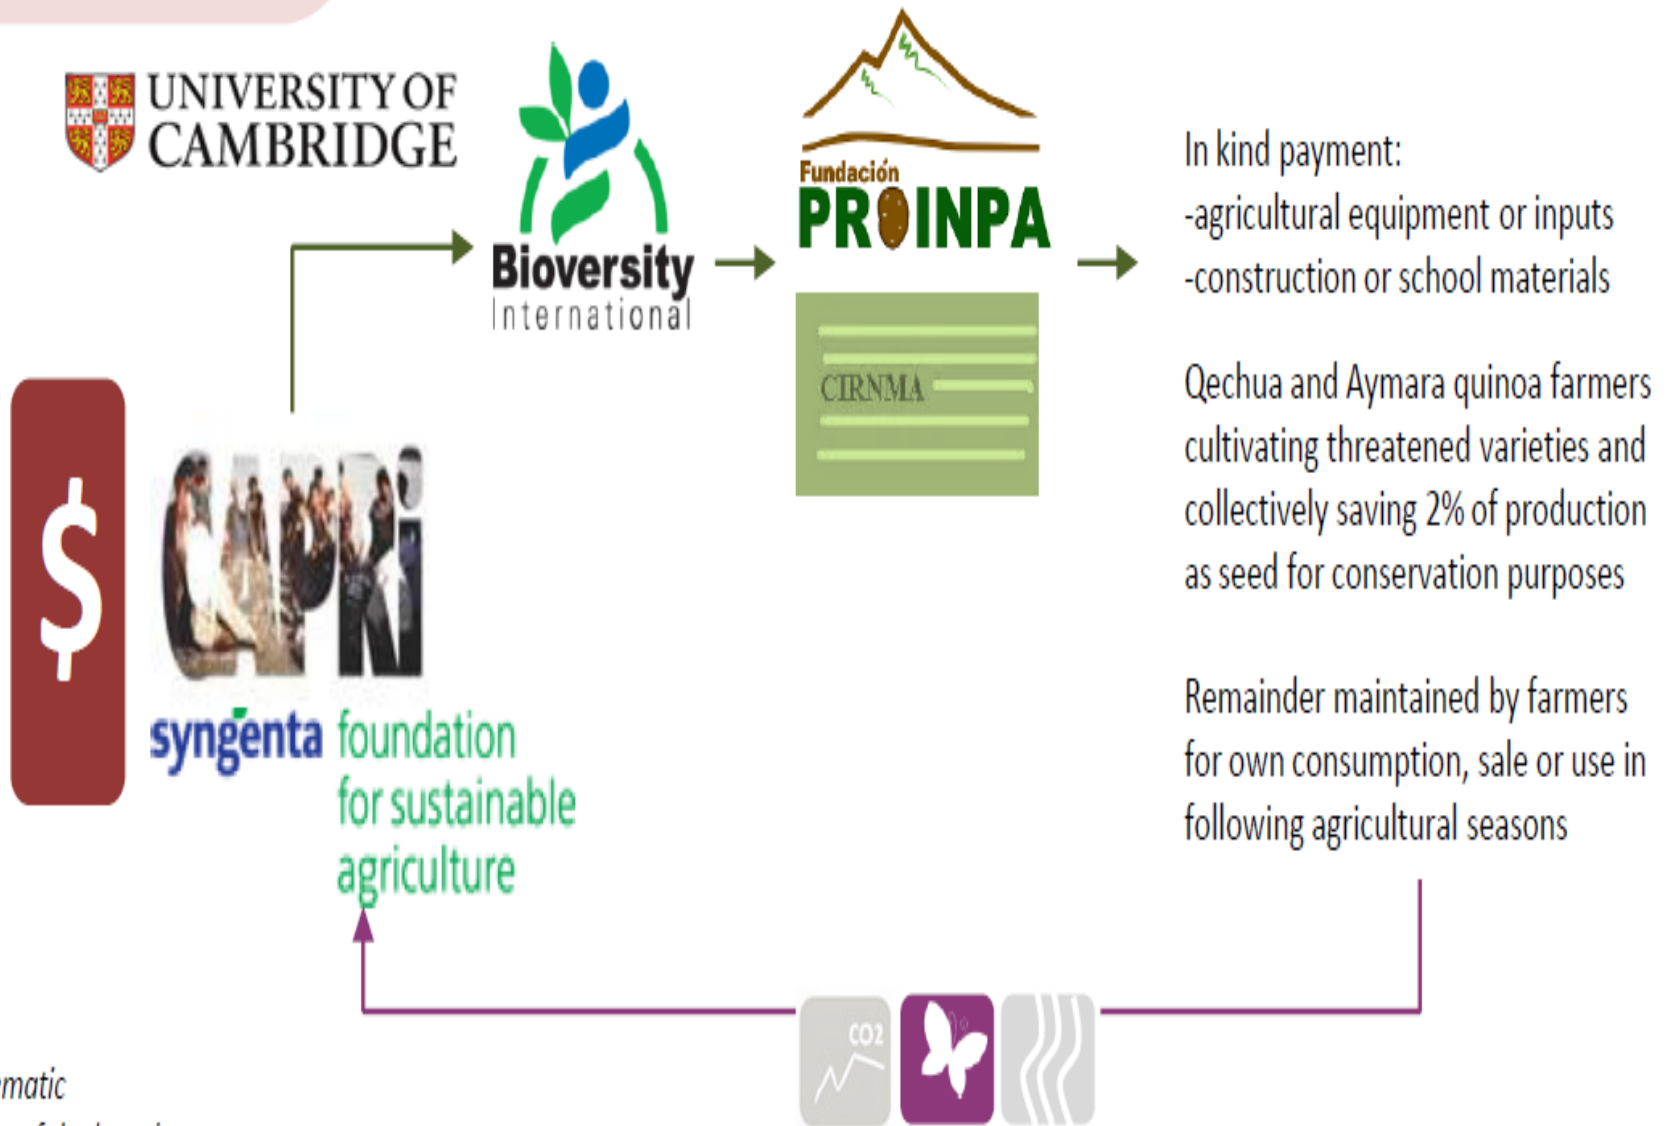 UNIVERSITY OF
CAMBRIDGE
Bioversity
International
Fundación
PROINPA
CIRNMA
In kind payment:
-agricultural equipment or inputs
-construction or school materials
Qechua and Aymara quinoa farmers
cultivating threatened varieties and
collectively saving 2% of production
as seed for conservation purposes
Remainder maintained by farmers
for own consumption, sale or use in
following agricultural seasons
$
CAPRi
syngenta foundation
for sustainable
agriculture
CO2
matic